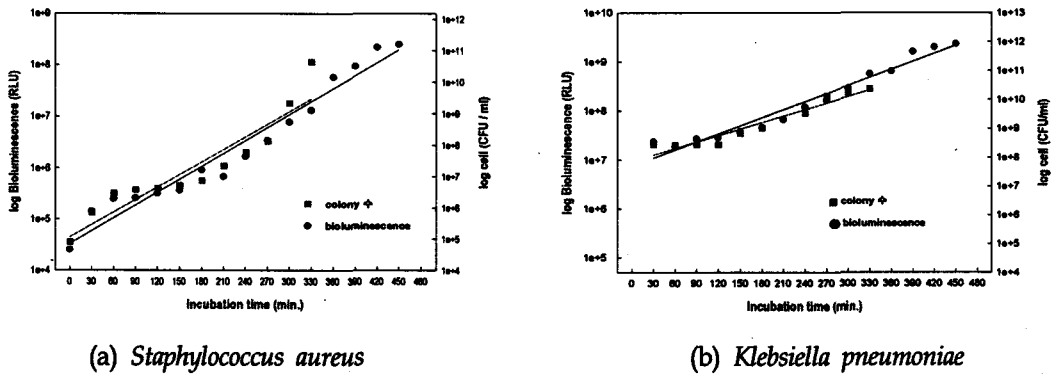 (a)
log Bioluminescence (RLU)
1e+9
1e+8
1e+7
1e+6
1e+5
1e+4
1e+12
1e+11
1e+10
1e+9
1e+8
1e+7
1e+6
1e+5
1e+4
log cell (CFU / ml)
colony 수
bioluminescence
0 30 60 90 120 150 180 210 240 270 300 330 360 390 420 450 480
Incubation time (min.)
(a) Staphylococcus aureus
(b)
log Bioluminescence (RLU)
1e+10
1e+9
1e+8
1e+7
1e+6
1e+5
1e+13
1e+12
1e+11
1e+10
1e+9
1e+8
1e+7
1e+6
1e+5
1e+4
log cell (CFU/ml)
colony 수
bioluminescence
0 30 60 90 120 150 180 210 240 270 300 330 360 390 420 450 480
Incubation time (min.)
(b) Klebsiella pneumoniae